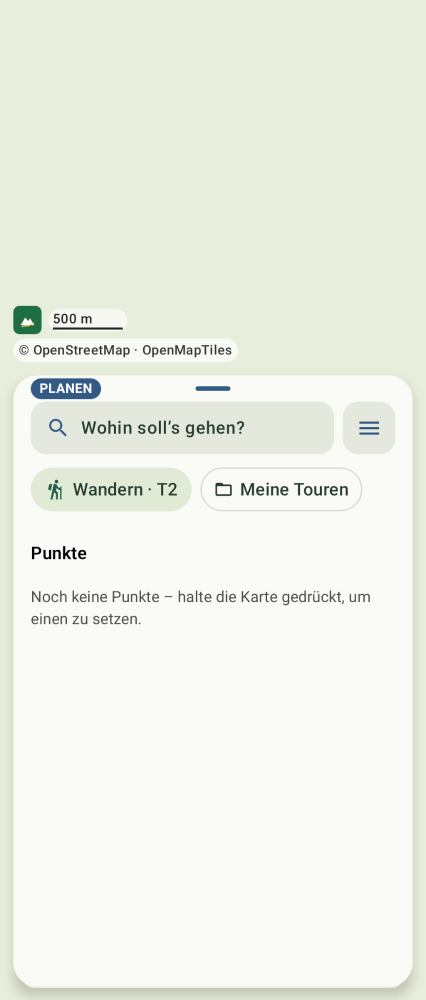 500 m
© OpenStreetMap · OpenMapTiles
PLANEN
Wohin soll’s gehen?
Wandern · T2
Meine Touren
Punkte
Noch keine Punkte – halte die Karte gedrückt, um
einen zu setzen.